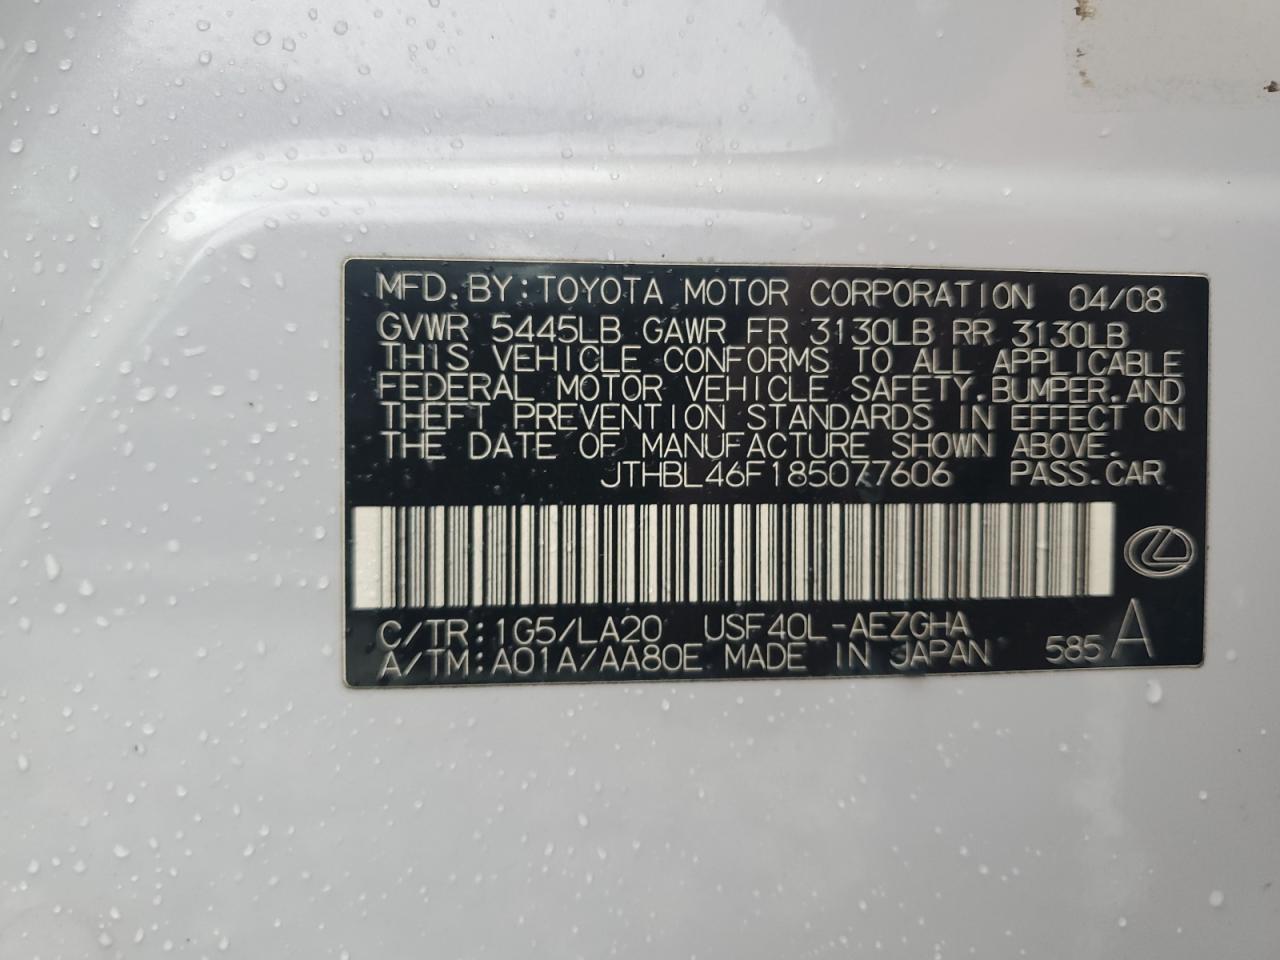 MFD. BY: TOYOTA MOTOR CORPORATION 04/08
GVWR 5445LB GAWR FR 3130LB RR 3130LB
THIS VEHICLE CONFORMS TO ALL APPLICABLE
FEDERAL MOTOR VEHICLE SAFETY. BUMPER. AND
THEFT PREVENTION STANDARDS IN EFFECT ON
THE DATE OF MANUFACTURE SHOWN ABOVE.
JTHBL46F185077606 PASS. CAR
C/TR: 1G5/LA20 USF40L-AEZGHA
A/TM: A01A/AA80E MADE IN JAPAN 585 A